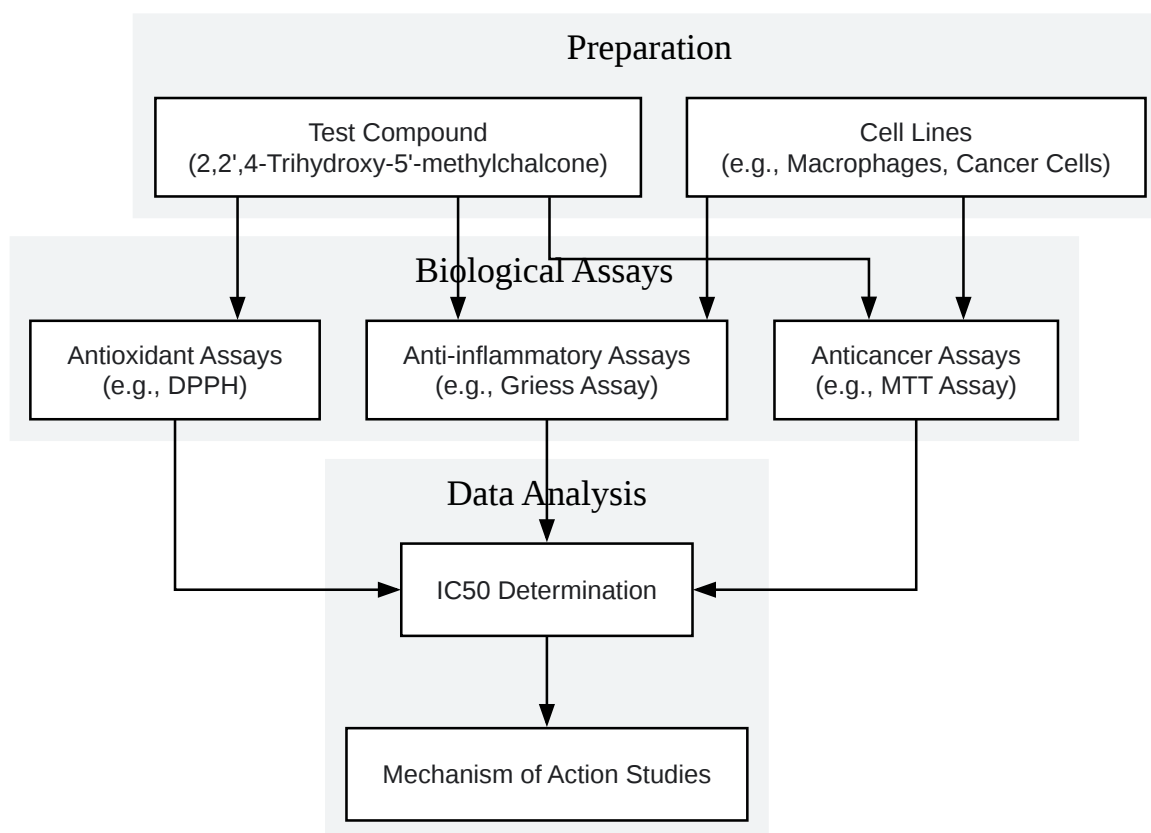 Preparation
Test Compound
(2,2',4-Trihydroxy-5'-methylchalcone)
Cell Lines
(e.g., Macrophages, Cancer Cells)
Biological Assays
Antioxidant Assays
(e.g., DPPH)
Anti-inflammatory Assays
(e.g., Griess Assay)
Anticancer Assays
(e.g., MTT Assay)
Data Analysis
IC50 Determination
Mechanism of Action Studies